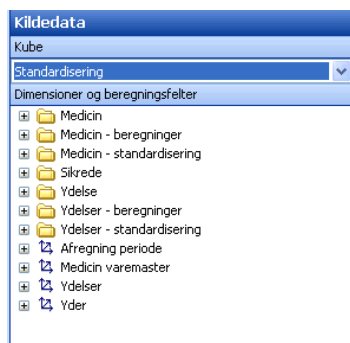 Kildedata
Kube
Standardisering
Dimensioner og beregningsfelter
Medicin
Medicin - beregninger
Medicin - standardisering
Sikrede
Ydelse
Ydelser - beregninger
Ydelser - standardisering
Afregning periode
Medicin varemaster
Ydelser
Yder